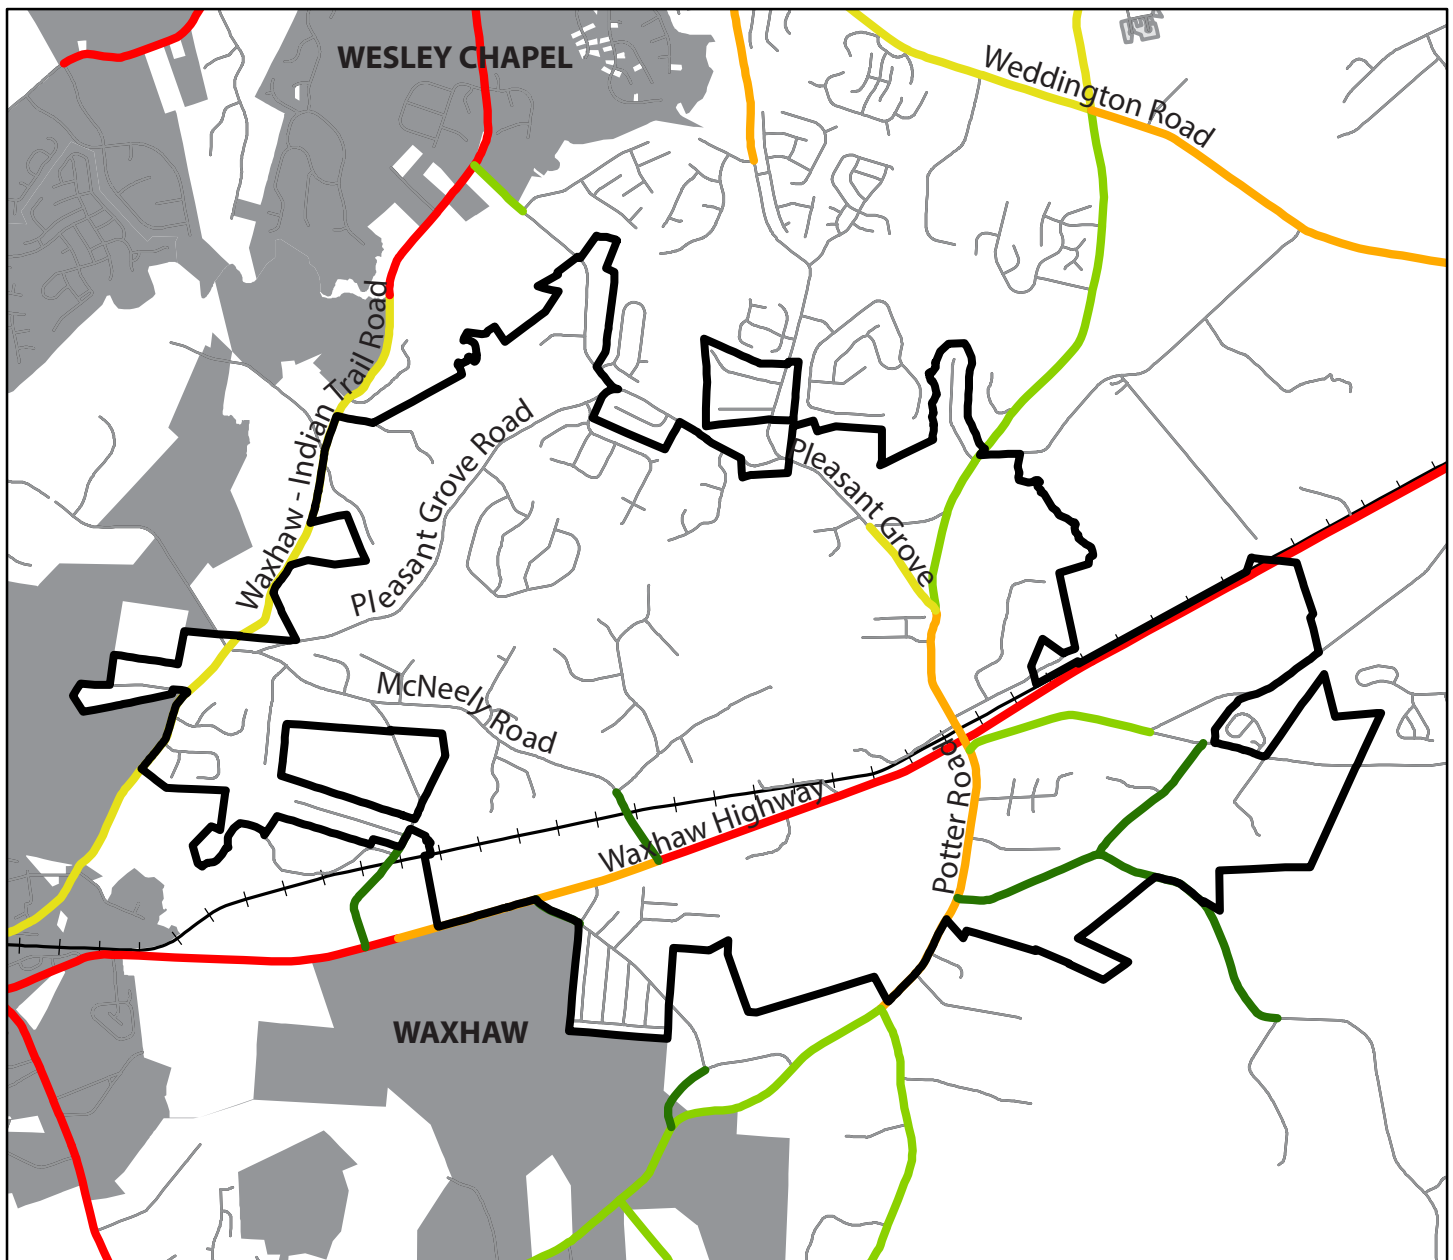 WESLEY CHAPEL
Weddington Road
Waxhaw - Indian Trail Road
Pleasant Grove Road
Pleasant Grove
McNeely Road
Waxhaw Highway
Potter Road
WAXHAW